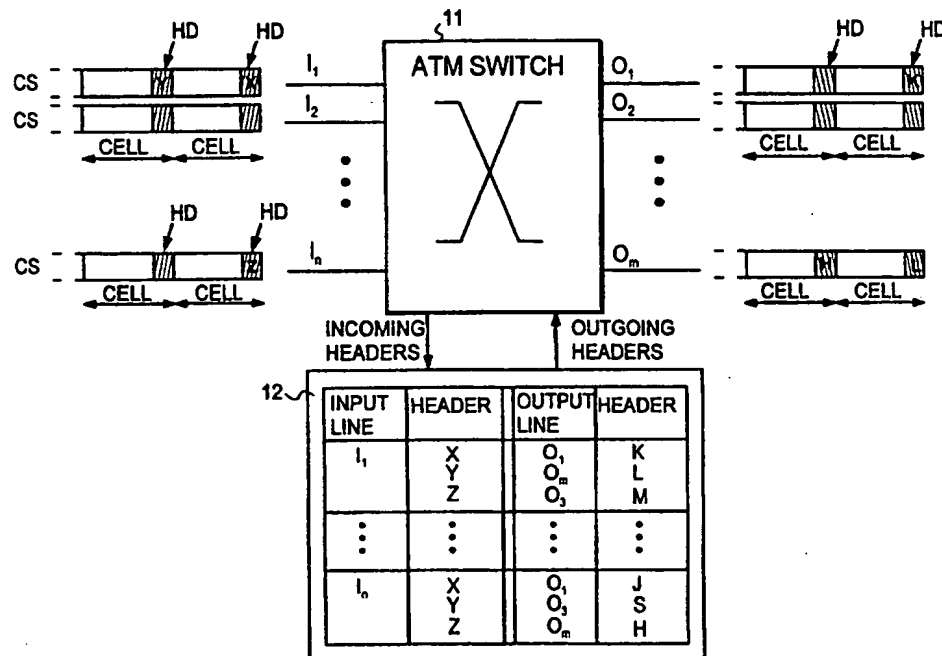 11
HD HD
CS Y X
CS
CELL CELL
HD HD
CS Z
CELL CELL
I₁
I₂
Iₙ
ATM SWITCH
O₁
O₂
Oₘ
HD HD
K
CELL CELL
HD HD
H L
CELL CELL
INCOMING HEADERS
OUTGOING HEADERS
12
INPUT LINE HEADER OUTPUT LINE HEADER
I₁ X O₁ K
Y Oₘ L
Z O₃ M
Iₙ X O₁ J
Y O₃ S
Z Oₘ H